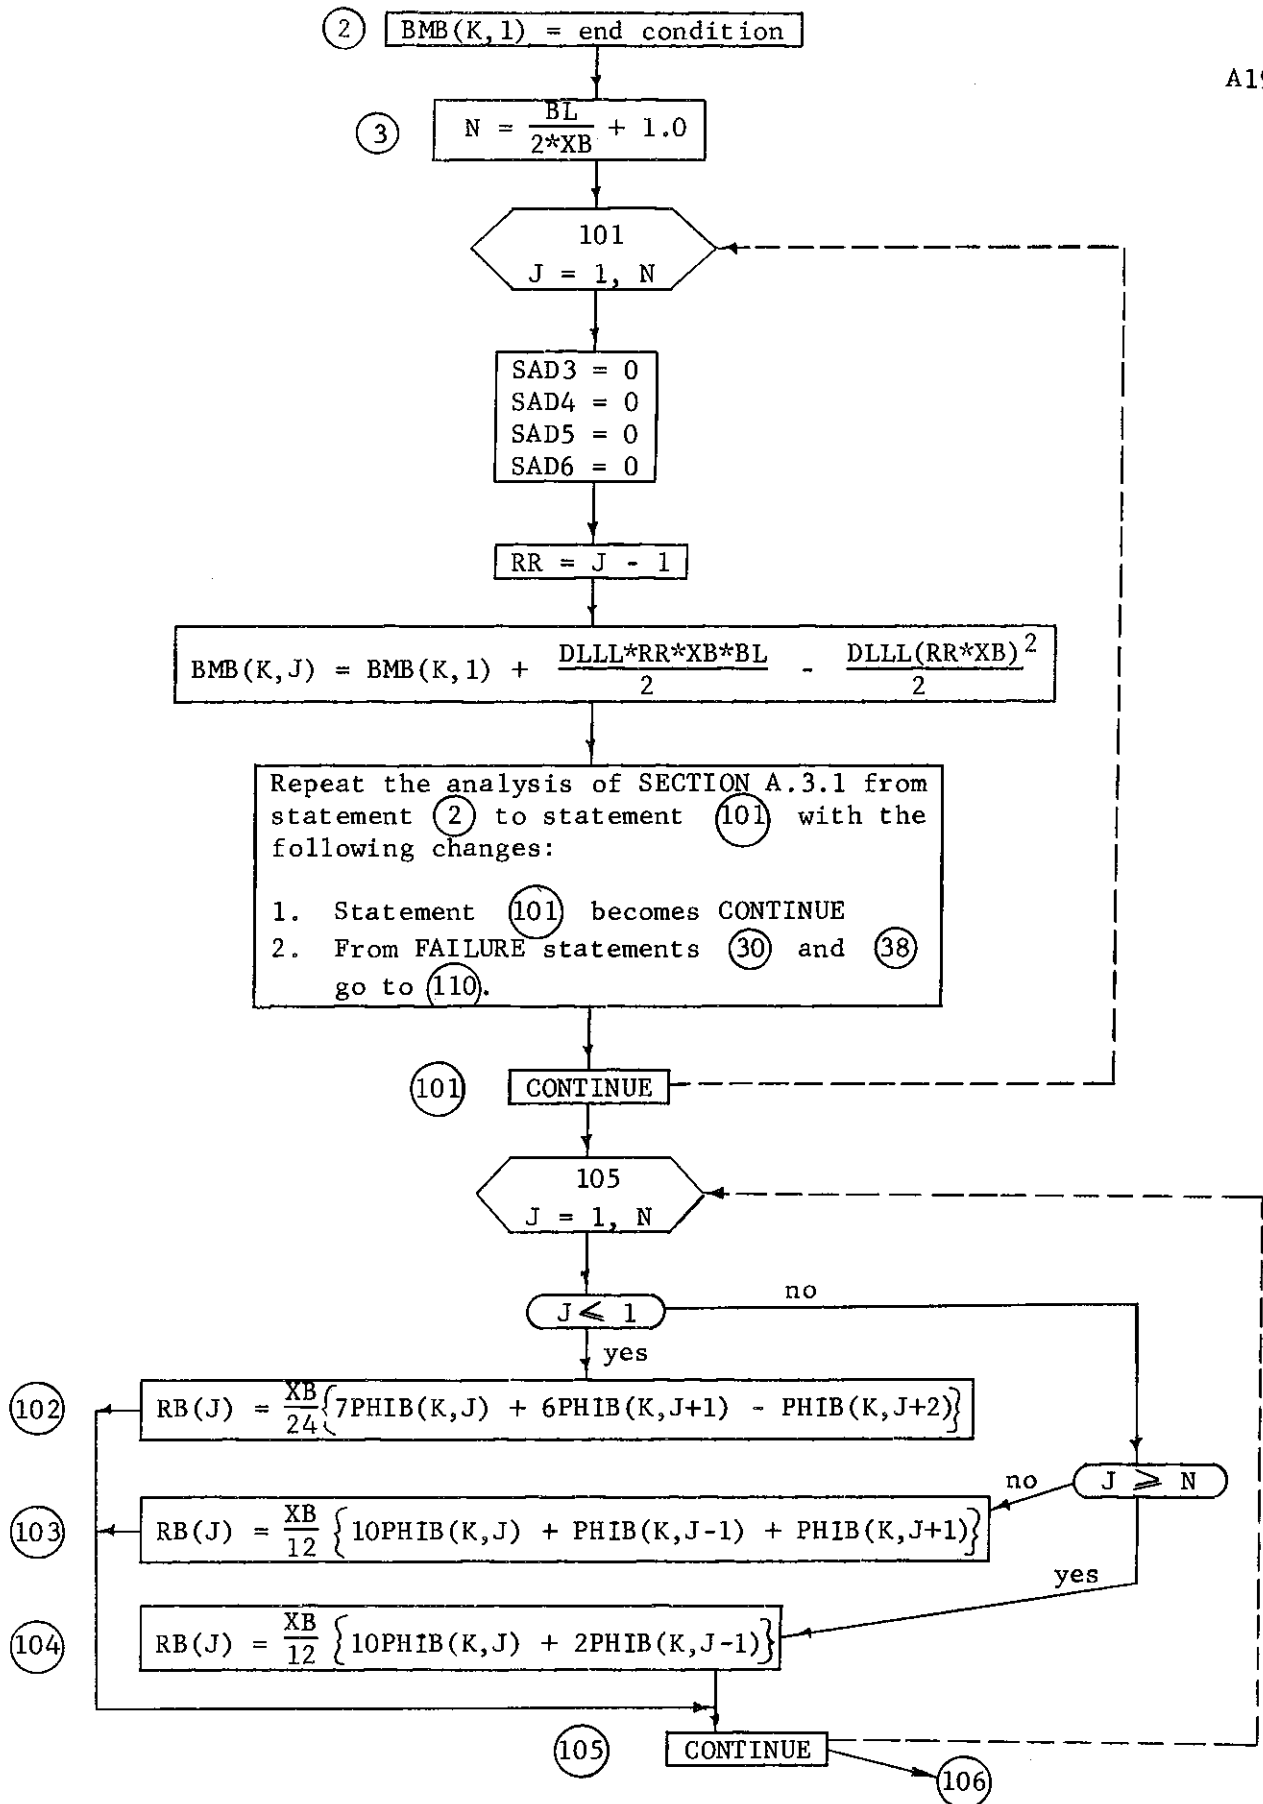 (2) BMB(K,1) = end condition
A19
(3) N = BL / 2*XB + 1.0
101
J = 1, N
SAD3 = 0
SAD4 = 0
SAD5 = 0
SAD6 = 0
RR = J - 1
BMB(K,J) = BMB(K,1) + DLLL*RR*XB*BL / 2 - DLLL(RR*XB)² / 2
Repeat the analysis of SECTION A.3.1 from
statement (2) to statement (101) with the
following changes:
1. Statement (101) becomes CONTINUE
2. From FAILURE statements (30) and (38)
go to (110).
(101) CONTINUE
105
J = 1, N
J ⩽ 1
no
yes
(102) RB(J) = XB / 24 {7PHIB(K,J) + 6PHIB(K,J+1) - PHIB(K,J+2)}
J ⩾ N
no
(103) RB(J) = XB / 12 {10PHIB(K,J) + PHIB(K,J-1) + PHIB(K,J+1)}
yes
(104) RB(J) = XB / 12 {10PHIB(K,J) + 2PHIB(K,J-1)}
(105) CONTINUE
(106)